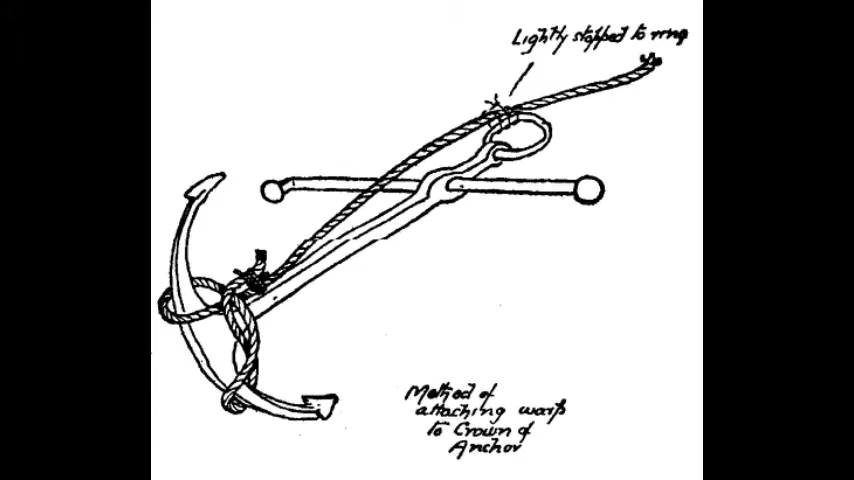 Lightly stopped to ring
Method of
attaching warp
to Crown of
Anchor